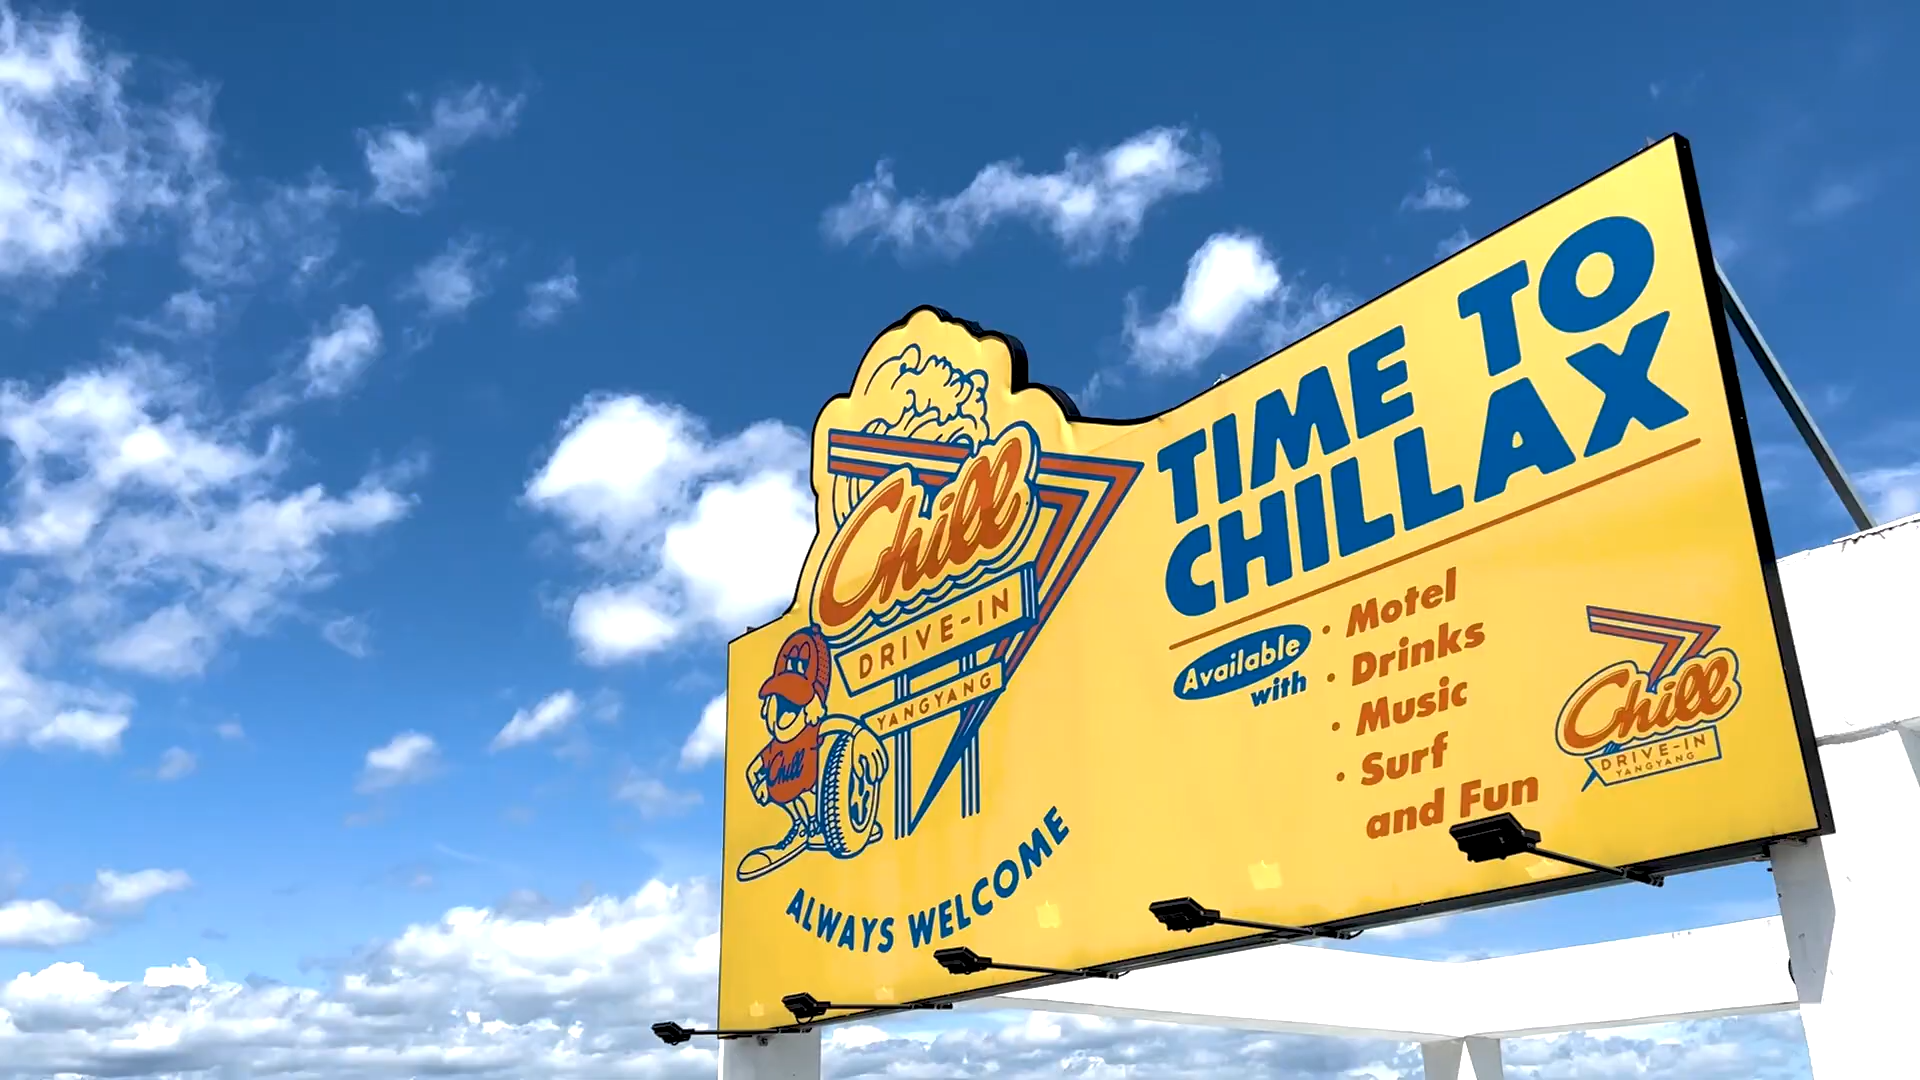 Chill
DRIVE-IN
YANGYANG
Chill
ALWAYS WELCOME
TIME TO
CHILLAX
Available
with
· Motel
· Drinks
· Music
· Surf
and Fun
Chill
DRIVE-IN
YANGYANG